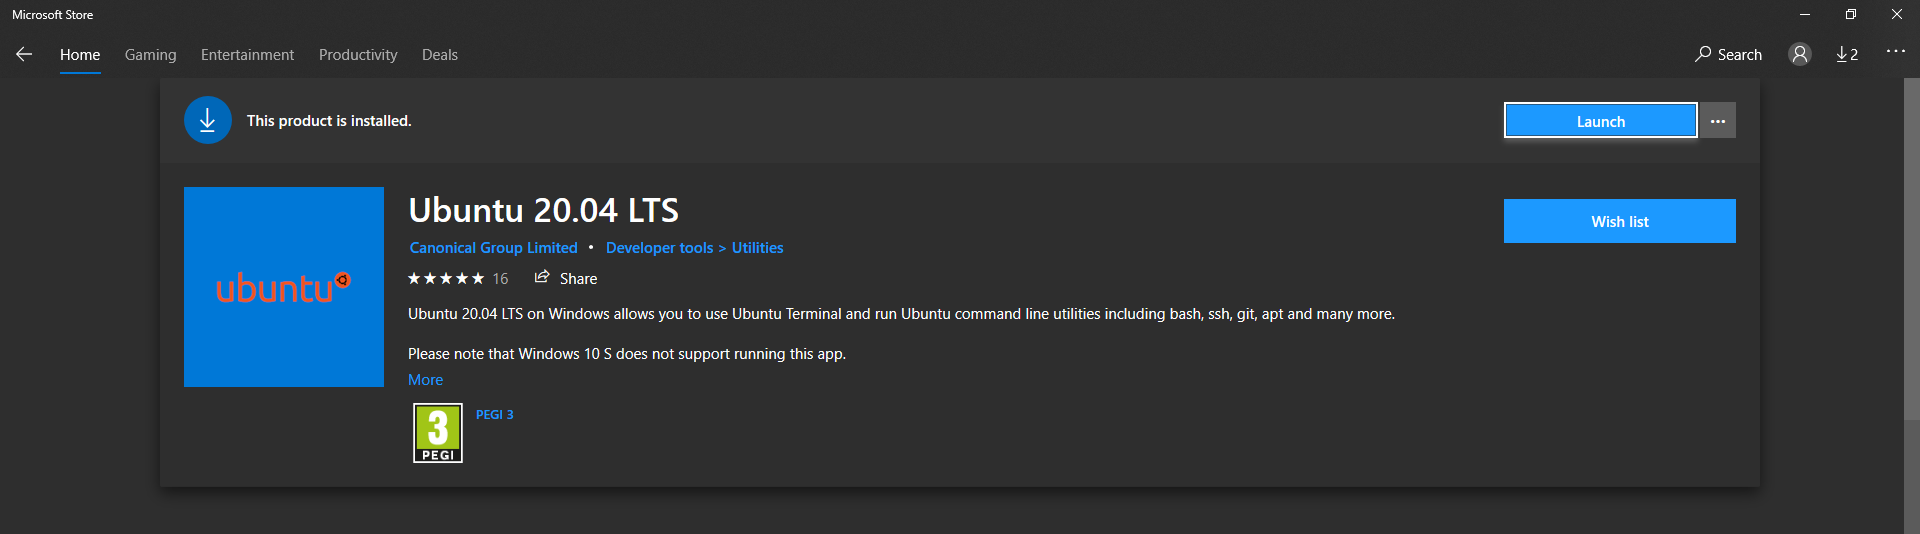 Microsoft Store
Home Gaming Entertainment Productivity Deals Search 2
This product is installed. Launch
Ubuntu 20.04 LTS
Wish list
Canonical Group Limited • Developer tools > Utilities
16 Share
ubuntu
Ubuntu 20.04 LTS on Windows allows you to use Ubuntu Terminal and run Ubuntu command line utilities including bash, ssh, git, apt and many more.
Please note that Windows 10 S does not support running this app.
More
3
PEGI
PEGI 3